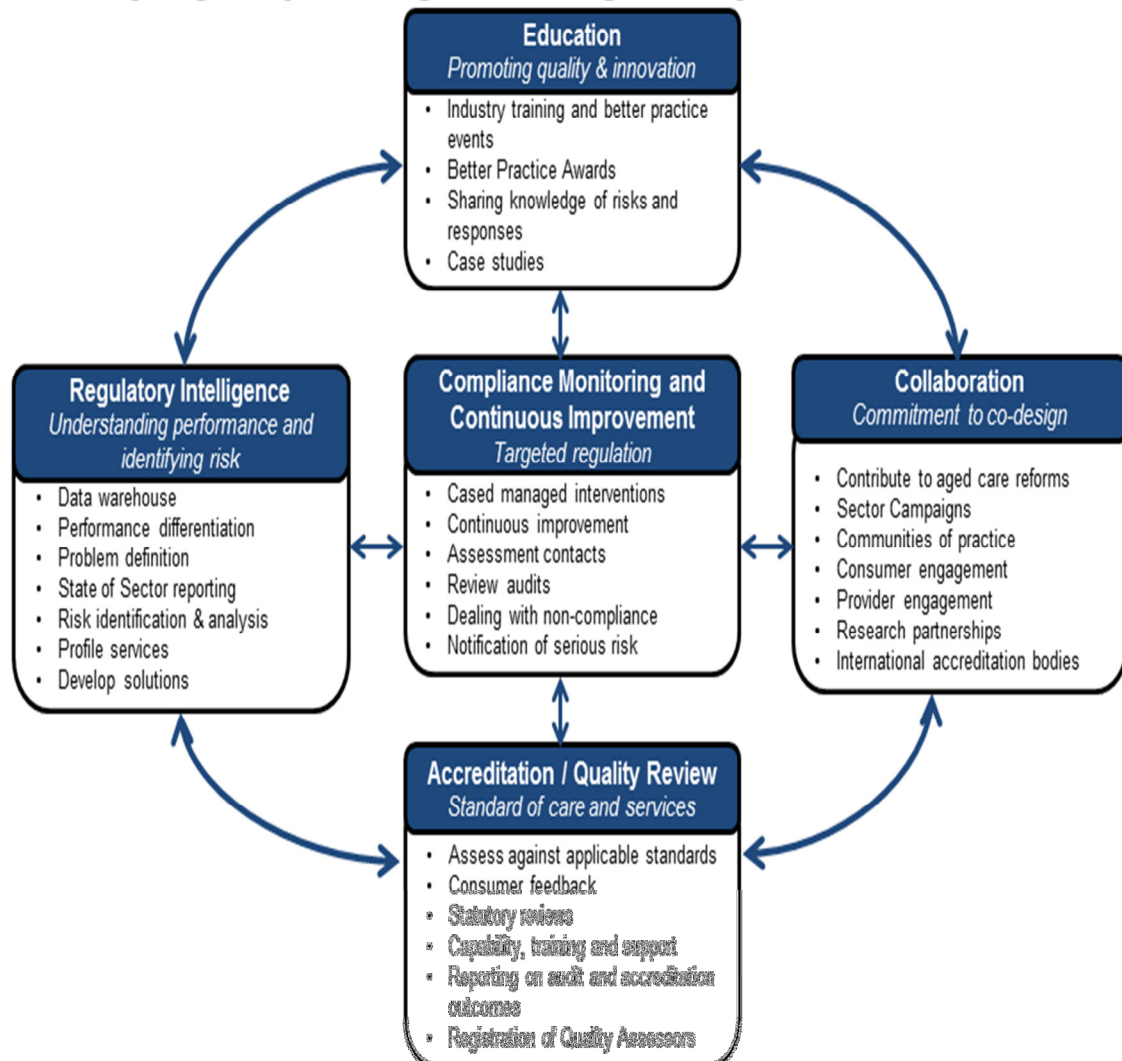 Education
Promoting quality & innovation
• Industry training and better practice
events
• Better Practice Awards
• Sharing knowledge of risks and
responses
• Case studies
Regulatory Intelligence
Understanding performance and
identifying risk
• Data warehouse
• Performance differentiation
• Problem definition
• State of Sector reporting
• Risk identification & analysis
• Profile services
• Develop solutions
Compliance Monitoring and
Continuous Improvement
Targeted regulation
• Cased managed interventions
• Continuous improvement
• Assessment contacts
• Review audits
• Dealing with non-compliance
• Notification of serious risk
Collaboration
Commitment to co-design
• Contribute to aged care reforms
• Sector Campaigns
• Communities of practice
• Consumer engagement
• Provider engagement
• Research partnerships
• International accreditation bodies
Accreditation / Quality Review
Standard of care and services
• Assess against applicable standards
• Consumer feedback
• Statutory reviews
• Capability, training and support
• Reporting on audit and accreditation
outcomes
• Registration of Quality Assessors